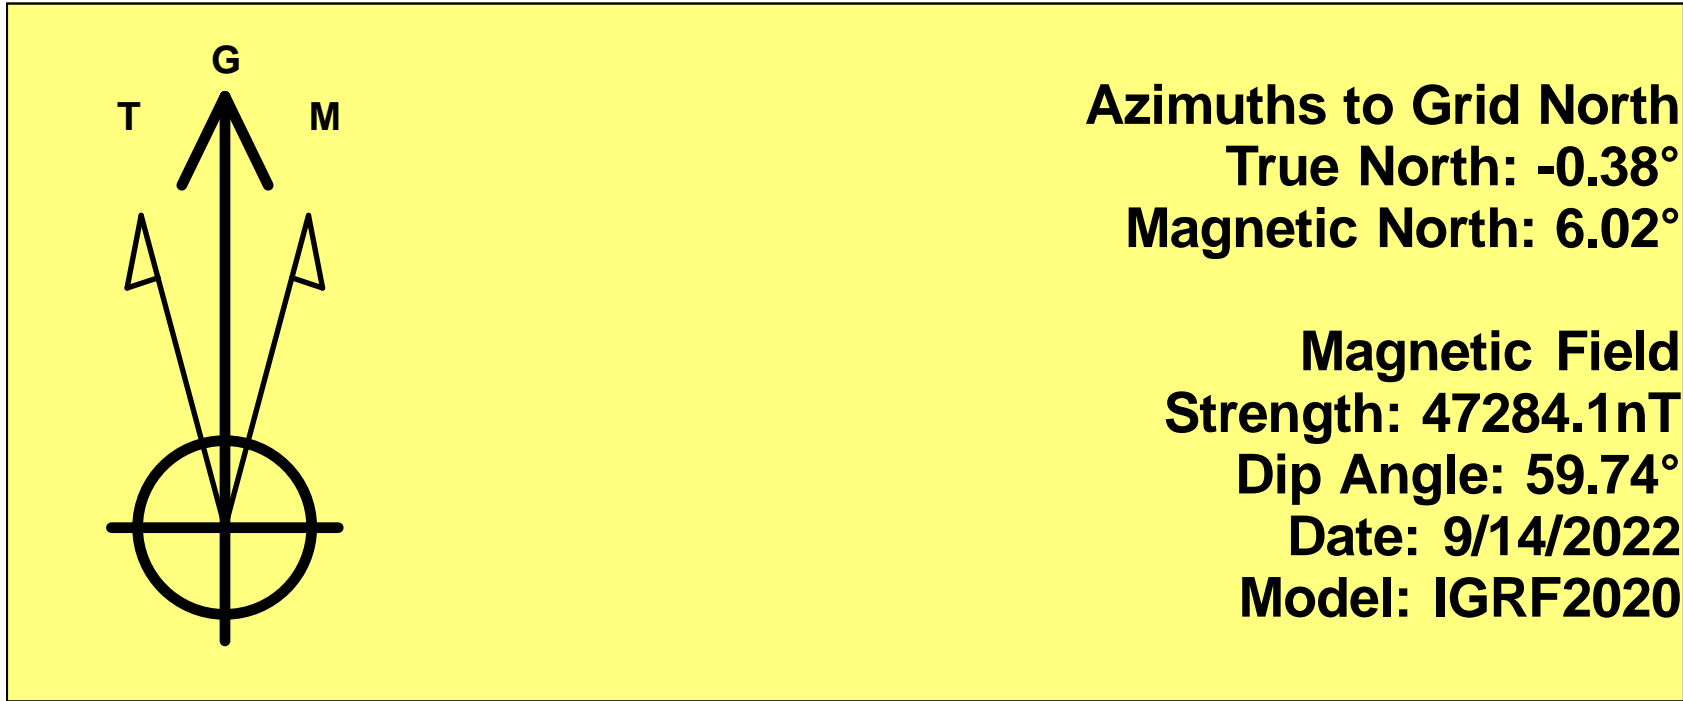 G
T
M
Azimuths to Grid North
True North: -0.38°
Magnetic North: 6.02°
Magnetic Field
Strength: 47284.1nT
Dip Angle: 59.74°
Date: 9/14/2022
Model: IGRF2020